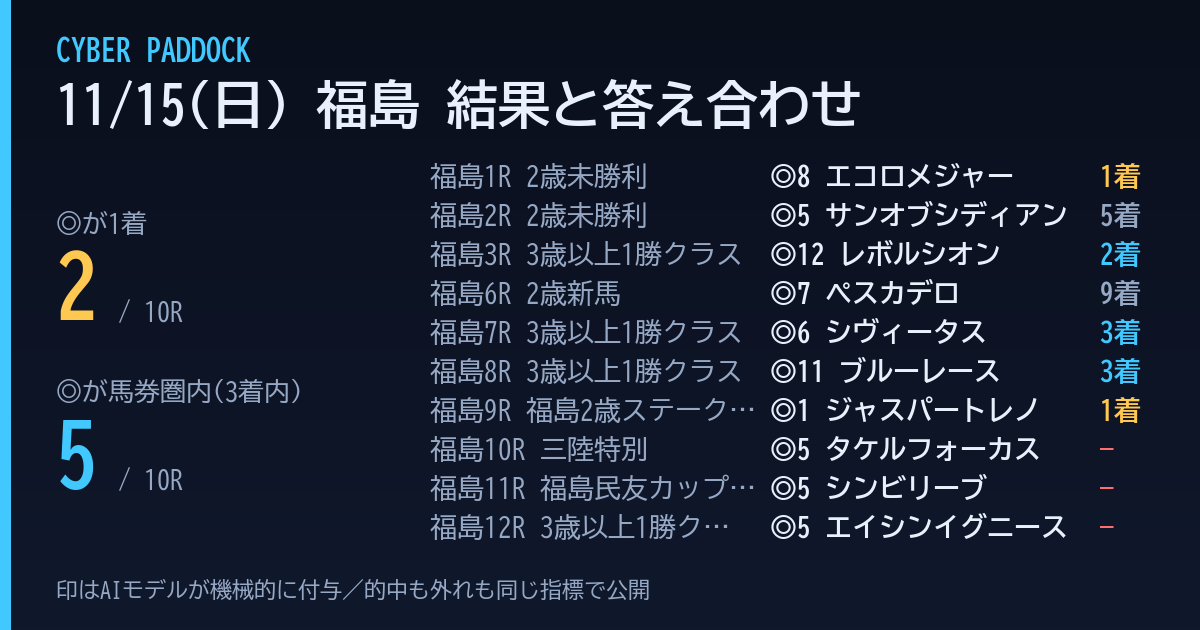 CYBER PADDOCK
11/15(日) 福島 結果と答え合わせ
◎が1着
2 / 10R
◎が馬券圏内(3着内)
5 / 10R
福島1R 2歳未勝利 ◎8 エコロメジャー 1着
福島2R 2歳未勝利 ◎5 サンオブシディアン 5着
福島3R 3歳以上1勝クラス ◎12 レボルシオン 2着
福島6R 2歳新馬 ◎7 ペスカデロ 9着
福島7R 3歳以上1勝クラス ◎6 シヴィータス 3着
福島8R 3歳以上1勝クラス ◎11 ブルーレース 3着
福島9R 福島2歳ステーク… ◎1 ジャスパートレノ 1着
福島10R 三陸特別 ◎5 タケルフォーカス －
福島11R 福島民友カップ… ◎5 シンビリーブ －
福島12R 3歳以上1勝ク… ◎5 エイシンイグニース －
印はAIモデルが機械的に付与／的中も外れも同じ指標で公開